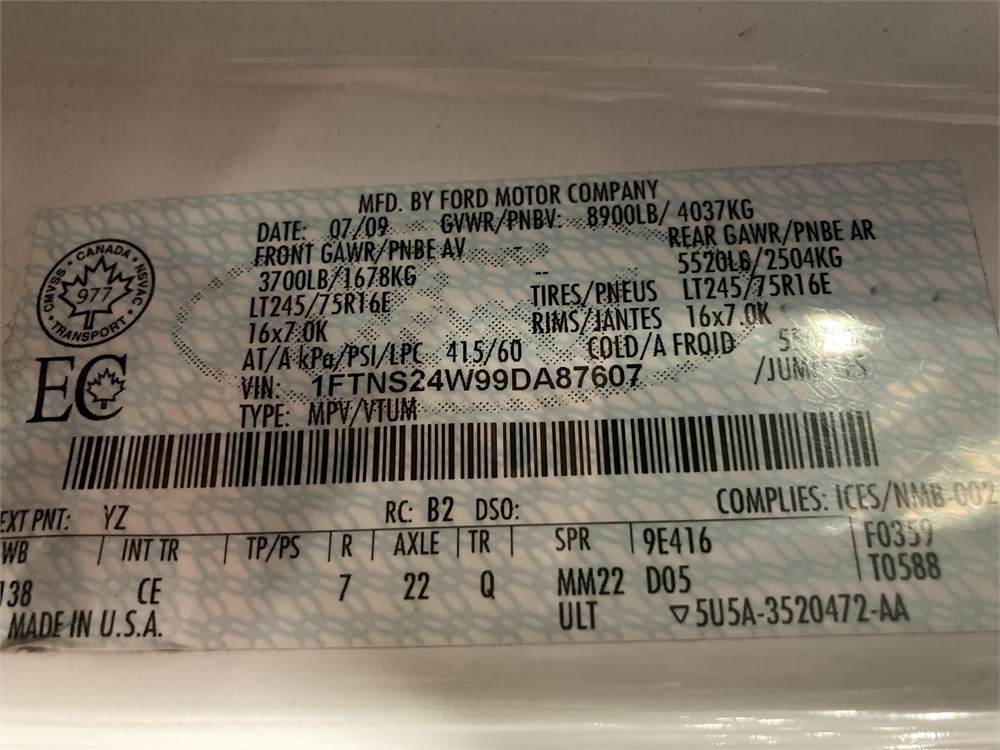 MFD. BY FORD MOTOR COMPANY
DATE: 07/09 GVWR/PNBV: 8900LB/ 4037KG
FRONT GAWR/PNBE AV REAR GAWR/PNBE AR
3700LB/1678KG -- 5520LB/2504KG
LT245/75R16E TIRES/PNEUS LT245/75R16E
16x7.0K RIMS/JANTES 16x7.0K
AT/A kPa/PSI/LPC 415/60 COLD/A FROID
VIN: 1FTNS24W99DA87607
TYPE: MPV/VTUM
CMVSS · CANADA · NSVAC
977
· TRANSPORT ·
EC
EXT PNT: YZ RC: B2 DSO: COMPLIES: ICES/NMB-002
WB | INT TR | TP/PS | R | AXLE | TR | SPR | 9E416 | F0359
138 CE 7 22 Q MM22 D05 | T0588
MADE IN U.S.A. ULT ▽5U5A-3520472-AA